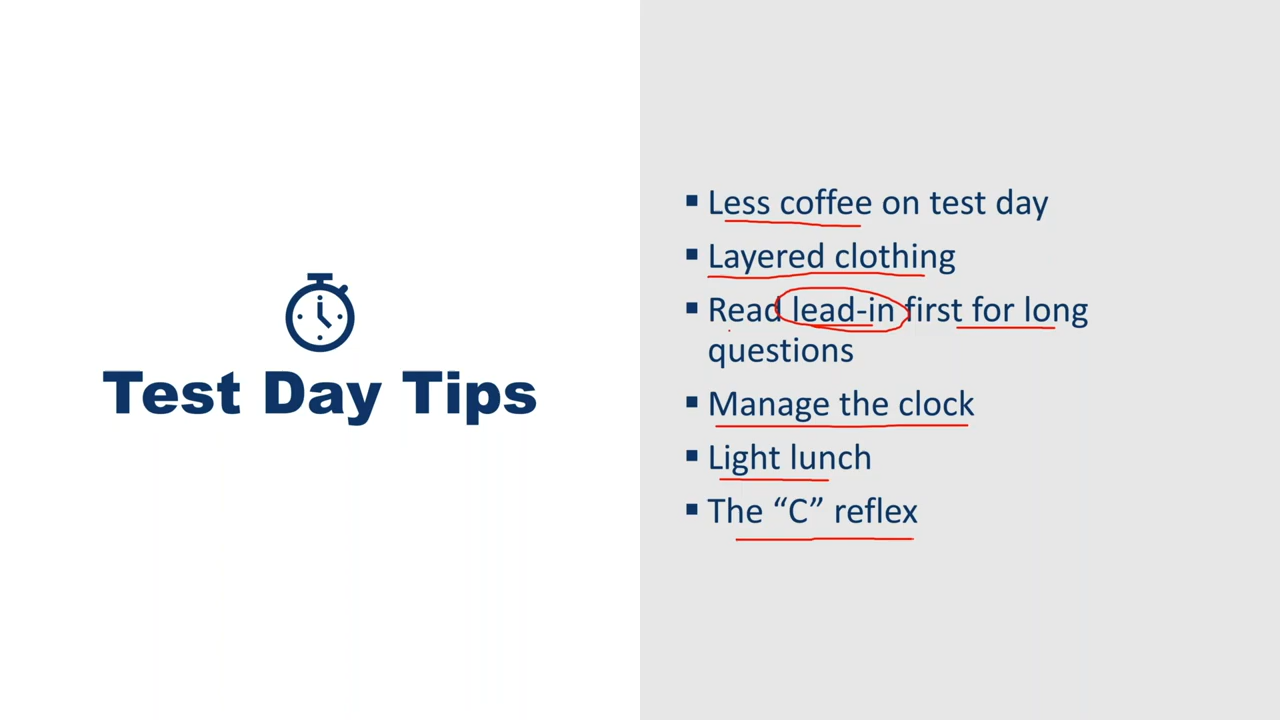 Test Day Tips
▪ Less coffee on test day
▪ Layered clothing
▪ Read lead-in first for long
questions
▪ Manage the clock
▪ Light lunch
▪ The “C” reflex